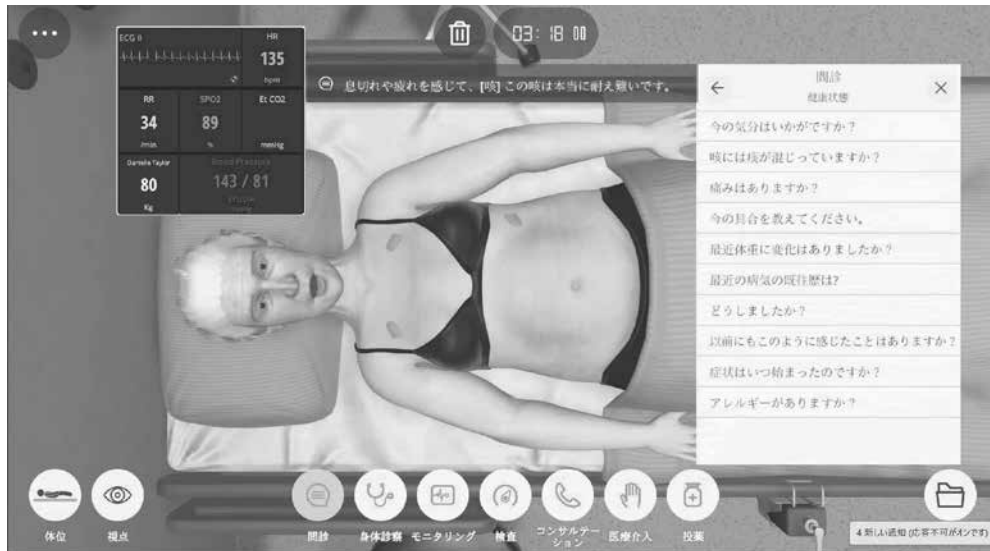 ECG II
HR
135
bpm
RR
34
/min
SPO2
89
%
Et CO2
mmHg
80
Kg
Blood Pressure
143 / 81
03:18 00
息切れや疲れを感じて、[咳] この咳は本当に耐え難いです。
問診
健康状態
今の気分はいかがですか？
咳には痰が混じっていますか？
痛みはありますか？
今の具合を教えてください。
最近体重に変化はありましたか？
最近の病気の既往歴は?
どうしましたか？
以前にもこのように感じたことはありますか？
症状はいつ始まったのですか？
アレルギーがありますか？
体位
視点
問診
身体診察
モニタリング
検査
コンサルテー
ション
医療介入
投薬
4 新しい通知 (応答不可がオンです)